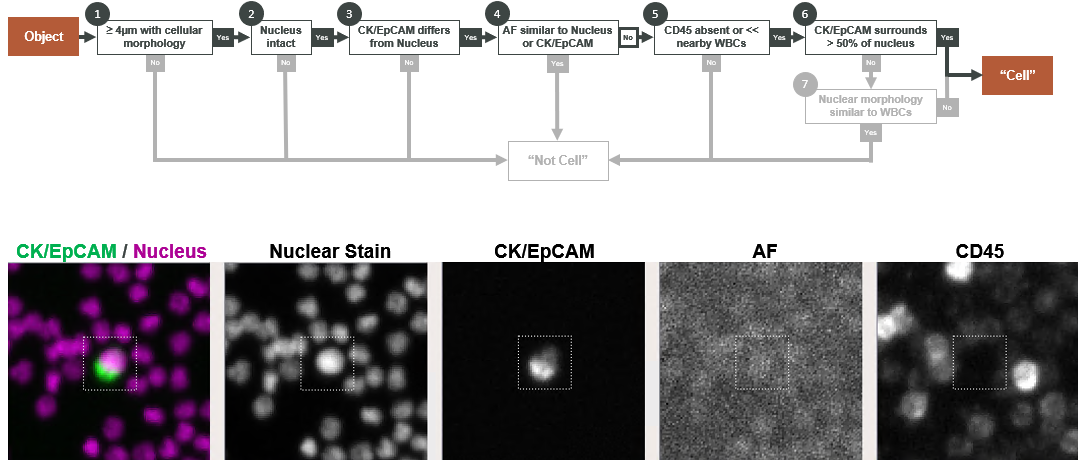 Object
1
≥ 4µm with cellular
morphology
Yes
No
2
Nucleus
intact
Yes
No
3
CK/EpCAM differs
from Nucleus
Yes
No
4
AF similar to Nucleus
or CK/EpCAM
No
Yes
5
CD45 absent or <<
nearby WBCs
Yes
No
6
CK/EpCAM surrounds
> 50% of nucleus
Yes
No
7
Nuclear morphology
similar to WBCs
No
Yes
“Cell”
“Not Cell”
CK/EpCAM / Nucleus
Nuclear Stain
CK/EpCAM
AF
CD45